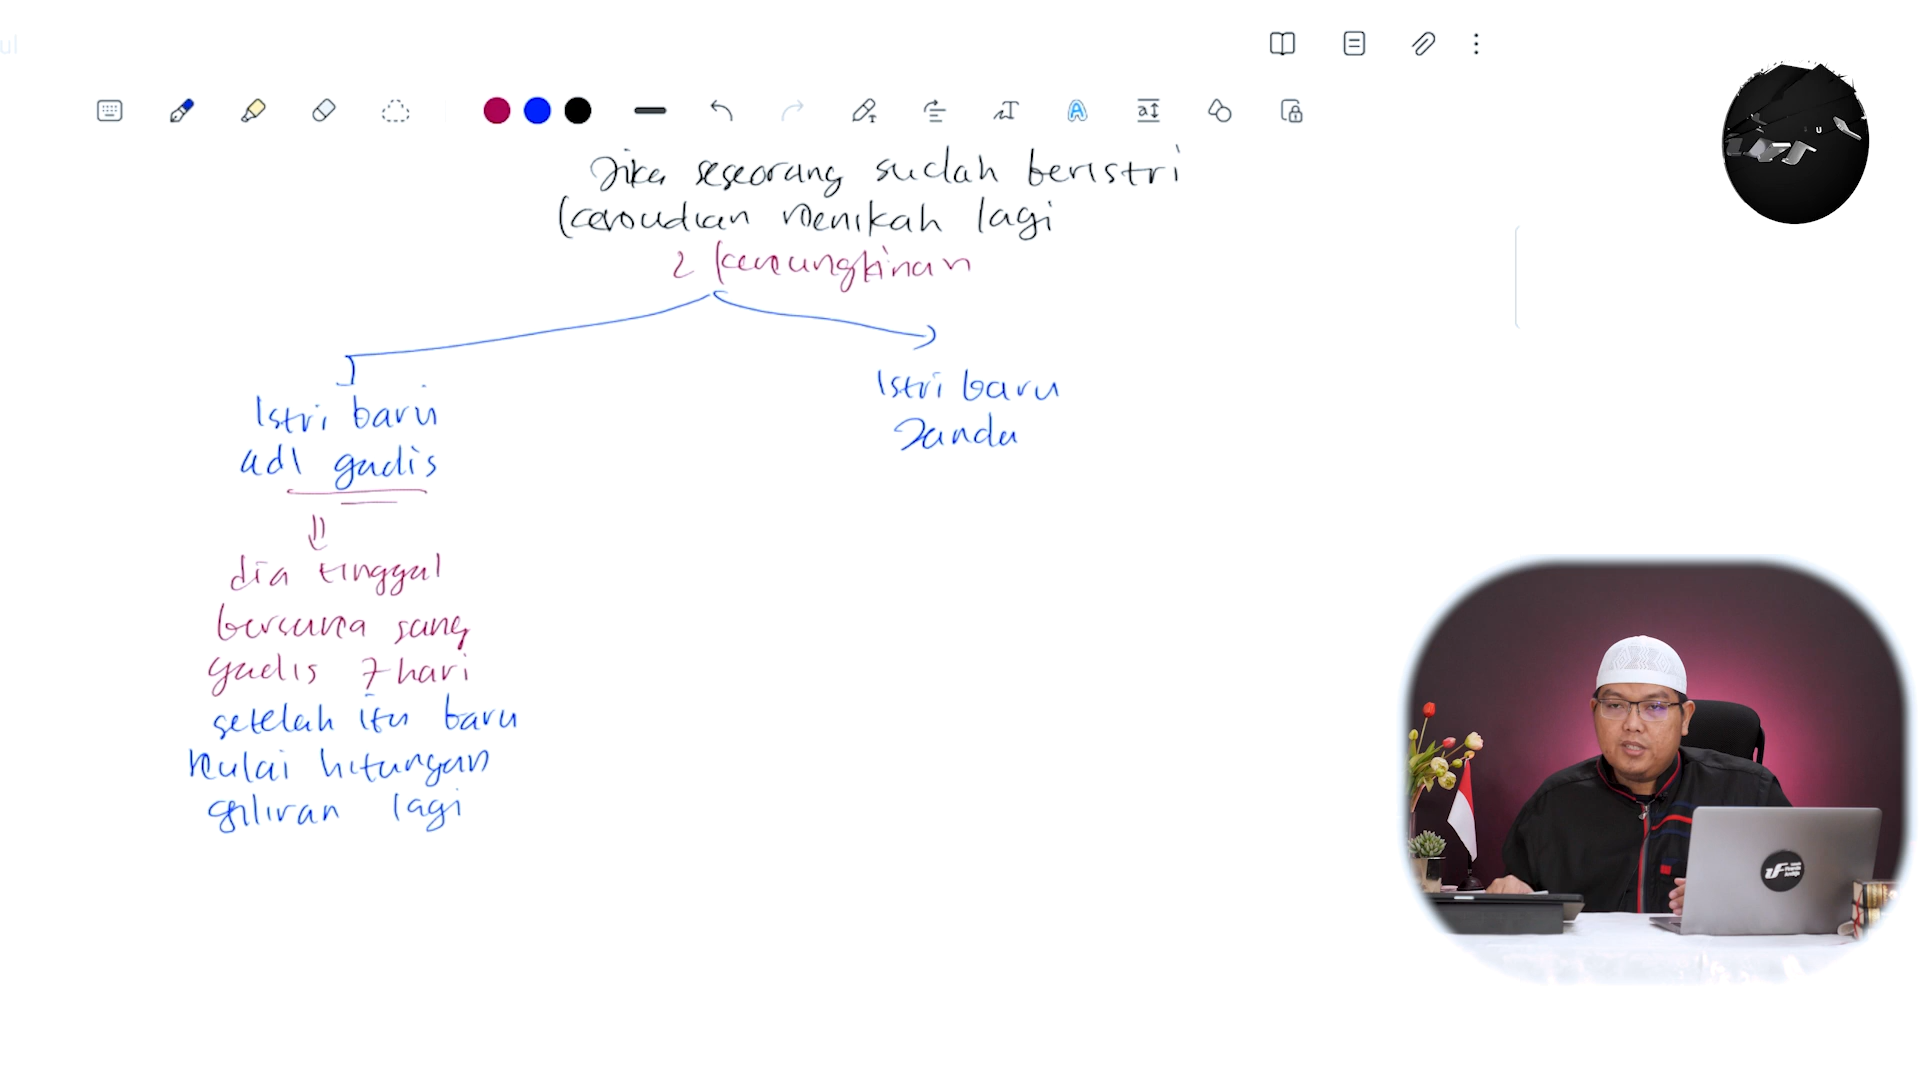 Jika seseorang sudah beristri
kemudian menikah lagi
2 kemungkinan
Istri baru
adl gadis
dia tinggal
bersama sang
gadis 7 hari
setelah itu baru
mulai hitungan
giliran lagi
Istri baru
Janda